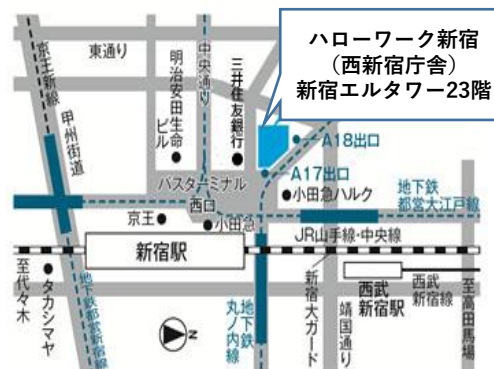 ハローワーク新宿
（西新宿庁舎）
新宿エルタワー23階
京王新線
東通り
明治安田生命
ビル
中央通り
三井住友銀行
甲州街道
A18出口
A17出口
バスターミナル
小田急ハルク
地下鉄
都営大江戸線
西口
京王
小田急
JR山手線・中央線
新宿駅
至代々木
タカシマヤ
地下鉄都営新宿線
N
地下鉄
丸ノ内線
新宿大ガード
靖国通り
西武
新宿駅
西武
新宿線
至高田馬場